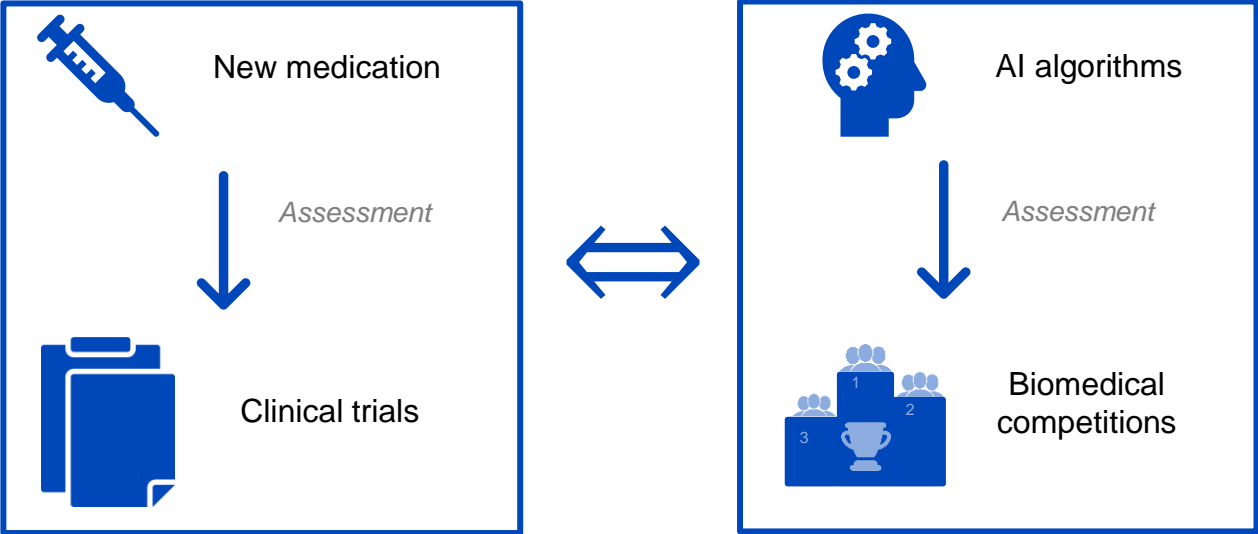 New medication
Assessment
Clinical trials
AI algorithms
Assessment
1
2
3
Biomedical
competitions